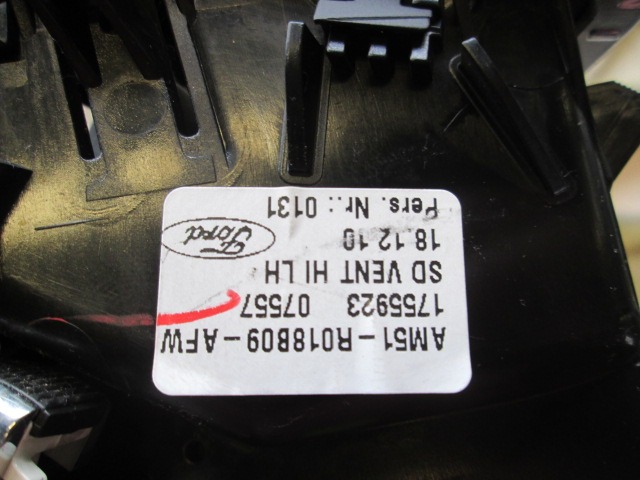 AM51-R018B09-AFW
1755923 07557
SD VENT HI LH
18 12 10
Ford
Pers. Nr.: 0131